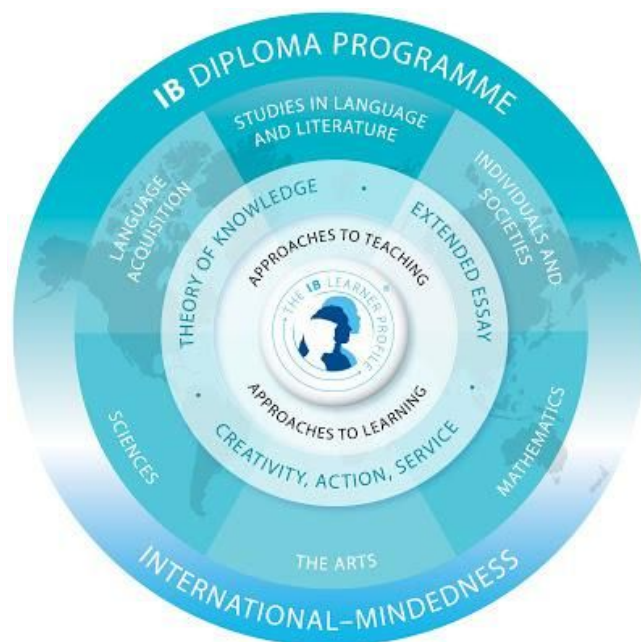 IB DIPLOMA PROGRAMME
STUDIES IN LANGUAGE
AND LITERATURE
LANGUAGE
ACQUISITION
INDIVIDUALS AND
SOCIETIES
THEORY OF KNOWLEDGE
·
EXTENDED ESSAY
APPROACHES TO TEACHING
• THE IB LEARNER PROFILE •
®
APPROACHES TO LEARNING
·
CREATIVITY, ACTION, SERVICE
·
SCIENCES
MATHEMATICS
THE ARTS
INTERNATIONAL–MINDEDNESS